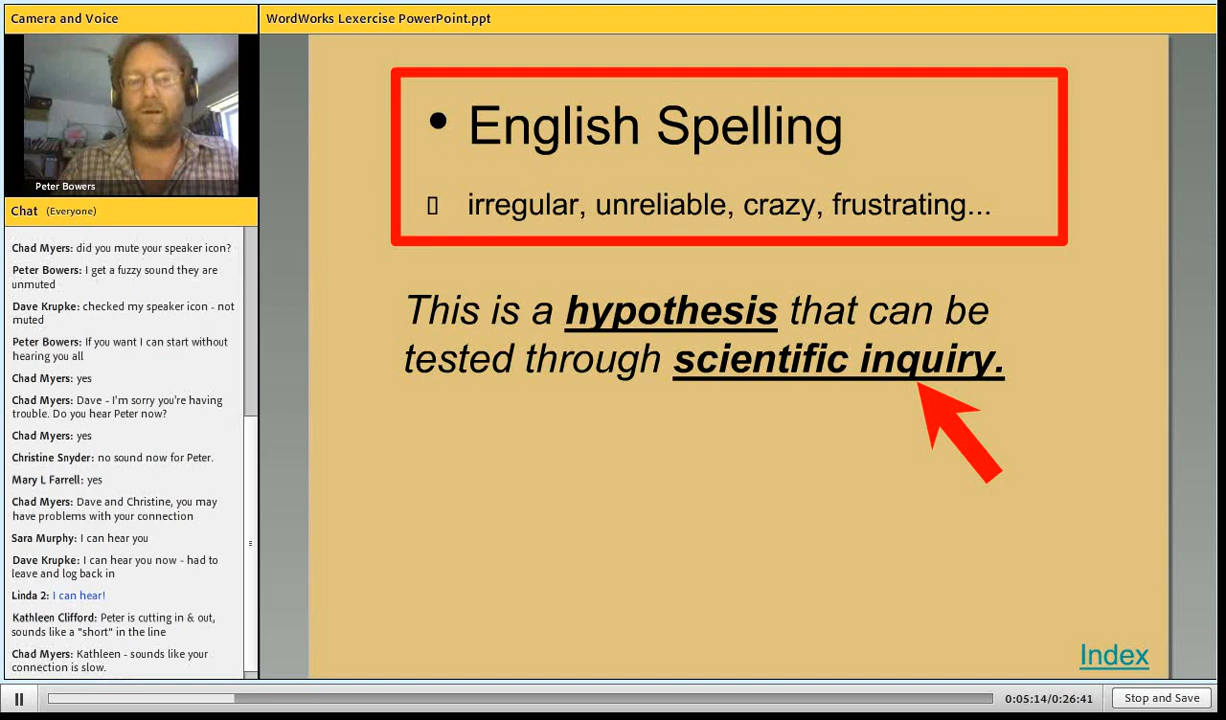 Camera and Voice
WordWorks Lexercise PowerPoint.ppt
Peter Bowers
Chat (Everyone)
Chad Myers: did you mute your speaker icon?
Peter Bowers: I get a fuzzy sound they are
unmuted
Dave Krupke: checked my speaker icon - not
muted
Peter Bowers: If you want I can start without
hearing you all
Chad Myers: yes
Chad Myers: Dave - I'm sorry you're having
trouble. Do you hear Peter now?
Chad Myers: yes
Christine Snyder: no sound now for Peter.
Mary L Farrell: yes
Chad Myers: Dave and Christine, you may
have problems with your connection
Sara Murphy: I can hear you
Dave Krupke: I can hear you now - had to
leave and log back in
Linda 2: I can hear!
Kathleen Clifford: Peter is cutting in & out,
sounds like a "short" in the line
Chad Myers: Kathleen - sounds like your
connection is slow.
• English Spelling
irregular, unreliable, crazy, frustrating...
This is a hypothesis that can be
tested through scientific inquiry.
Index
0:05:14/0:26:41
Stop and Save